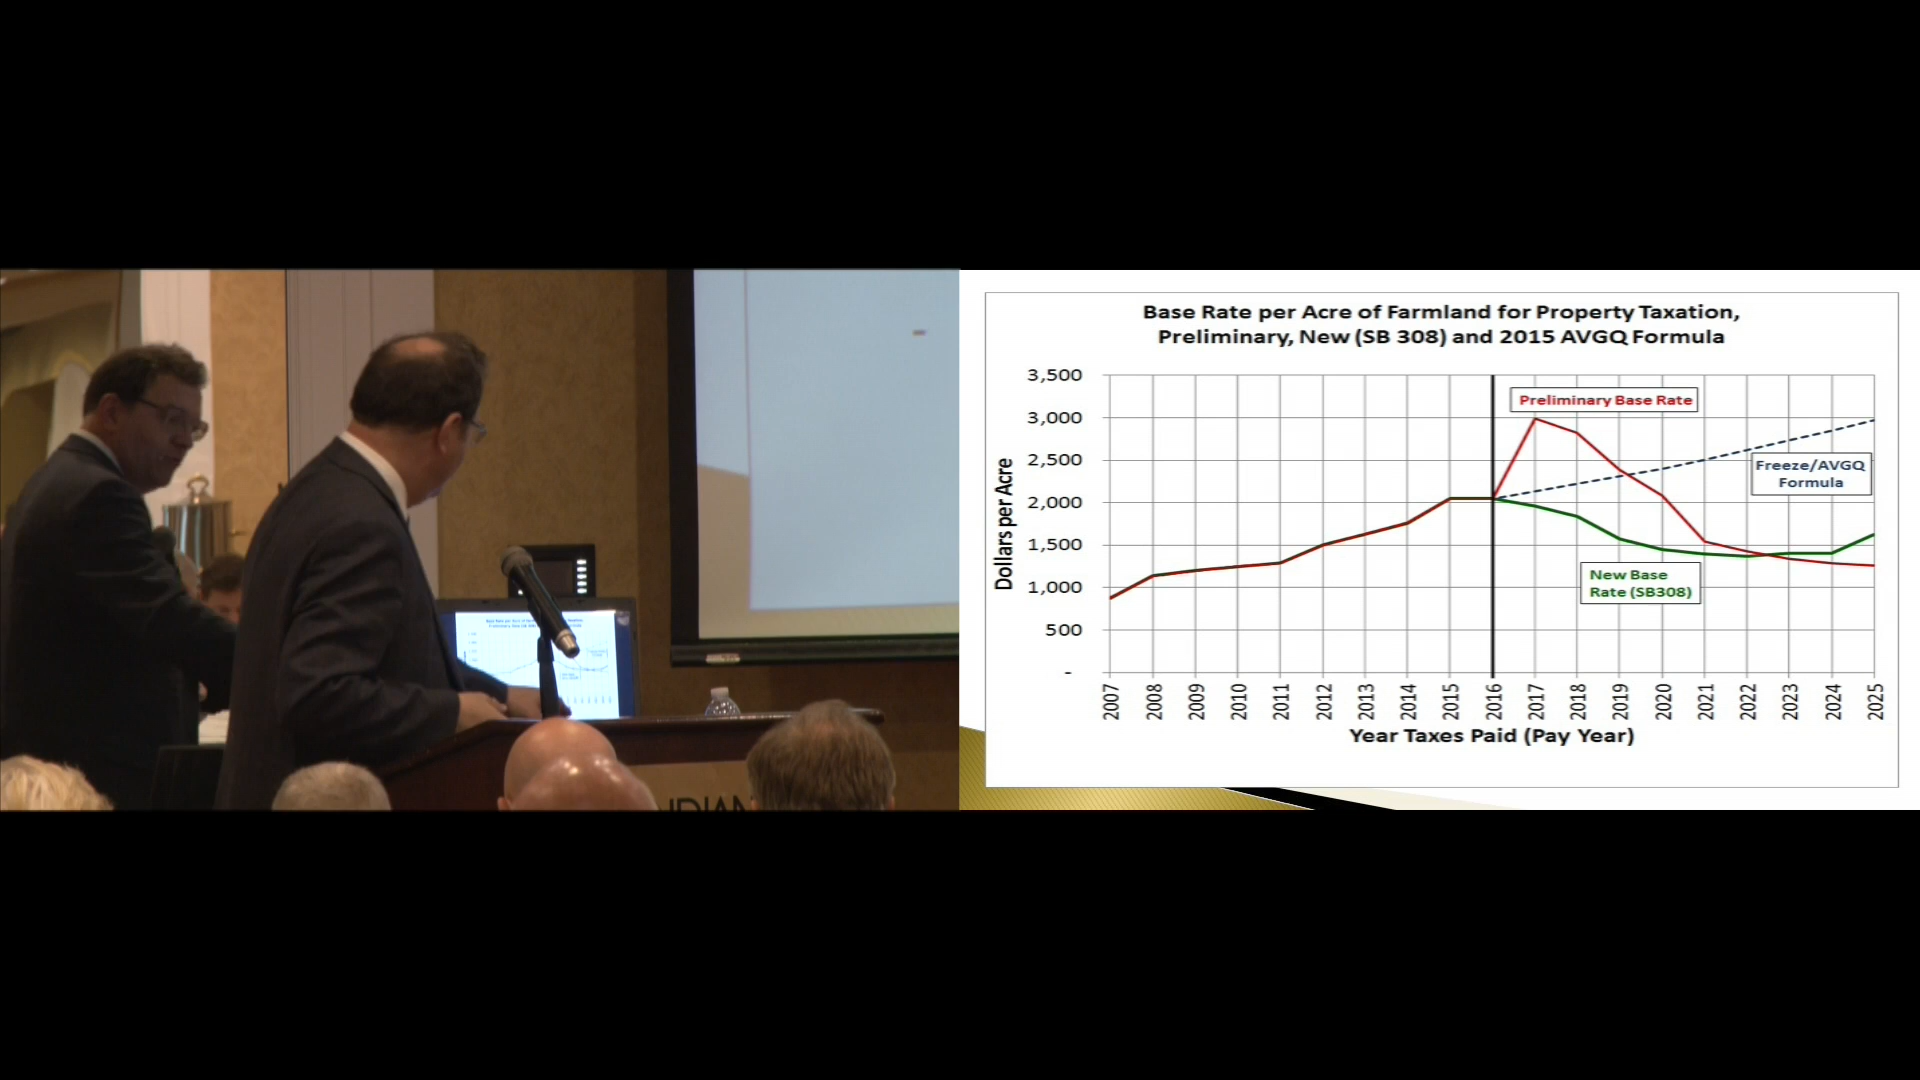 Base Rate per Acre of Farmland for Property Taxation,
Preliminary, New (SB 308) and 2015 AVGQ Formula
3,500
3,000
2,500
2,000
1,500
1,000
500
-
Dollars per Acre
Preliminary Base Rate
Freeze/AVGQ
Formula
New Base
Rate (SB308)
2007 2008 2009 2010 2011 2012 2013 2014 2015 2016 2017 2018 2019 2020 2021 2022 2023 2024 2025
Year Taxes Paid (Pay Year)